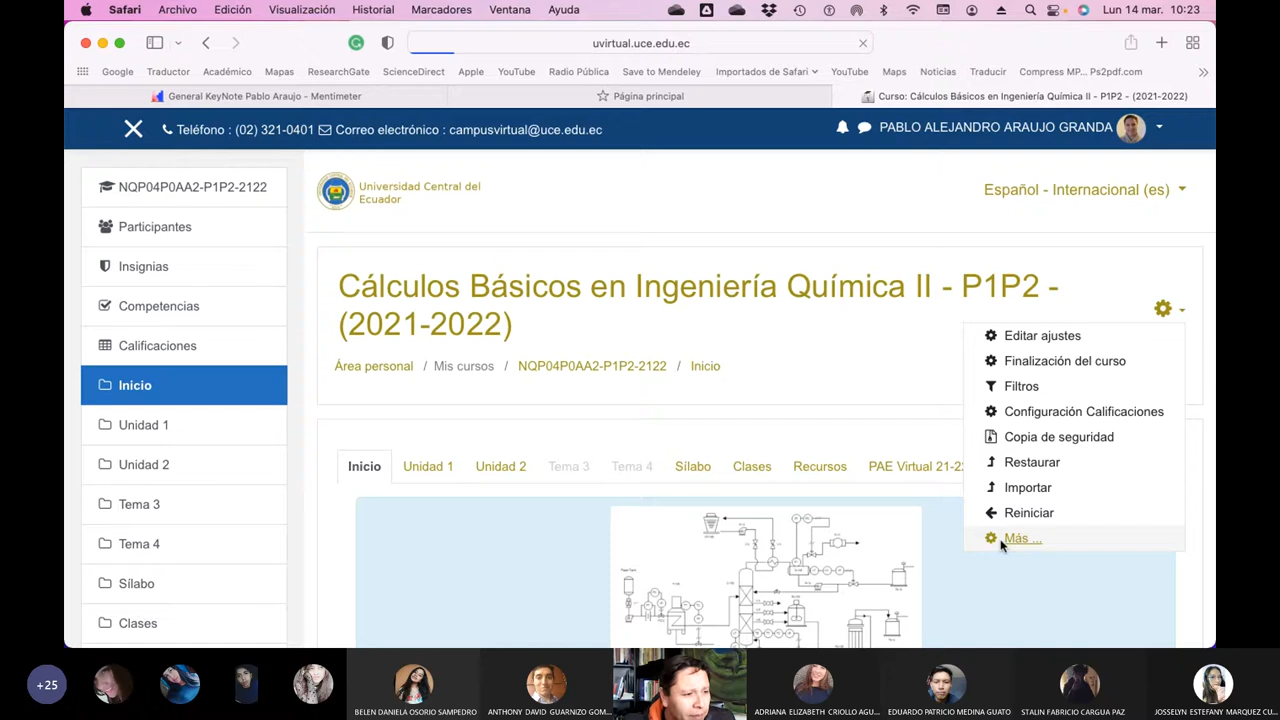 Safari Archivo Edición Visualización Historial Marcadores Ventana Ayuda Lun 14 mar. 10:23
uvirtual.uce.edu.ec
Google Traductor Académico Mapas ResearchGate ScienceDirect Apple YouTube Radio Pública Save to Mendeley Importados de Safari YouTube Maps Noticias Traducir Compress MP... Ps2pdf.com
General KeyNote Pablo Araujo - Mentimeter Página principal Curso: Cálculos Básicos en Ingeniería Química II - P1P2 - (2021-2022)
Teléfono : (02) 321-0401 Correo electrónico : campusvirtual@uce.edu.ec PABLO ALEJANDRO ARAUJO GRANDA
NQP04P0AA2-P1P2-2122
Participantes
Insignias
Competencias
Calificaciones
Inicio
Unidad 1
Unidad 2
Tema 3
Tema 4
Sílabo
Clases
Universidad Central del
Ecuador
Español - Internacional (es)
Cálculos Básicos en Ingeniería Química II - P1P2 -
(2021-2022)
Área personal / Mis cursos / NQP04P0AA2-P1P2-2122 / Inicio
Editar ajustes
Finalización del curso
Filtros
Configuración Calificaciones
Copia de seguridad
Restaurar
Importar
Reiniciar
Más ...
Inicio Unidad 1 Unidad 2 Tema 3 Tema 4 Sílabo Clases Recursos PAE Virtual 21-22
+25
BELEN DANIELA OSORIO SAMPEDRO ANTHONY DAVID GUARNIZO GOM... ADRIANA ELIZABETH CRIOLLO AGU... EDUARDO PATRICIO MEDINA GUATO STALIN FABRICIO CARGUA PAZ JOSSELYN ESTEFANY MARQUEZ CU...